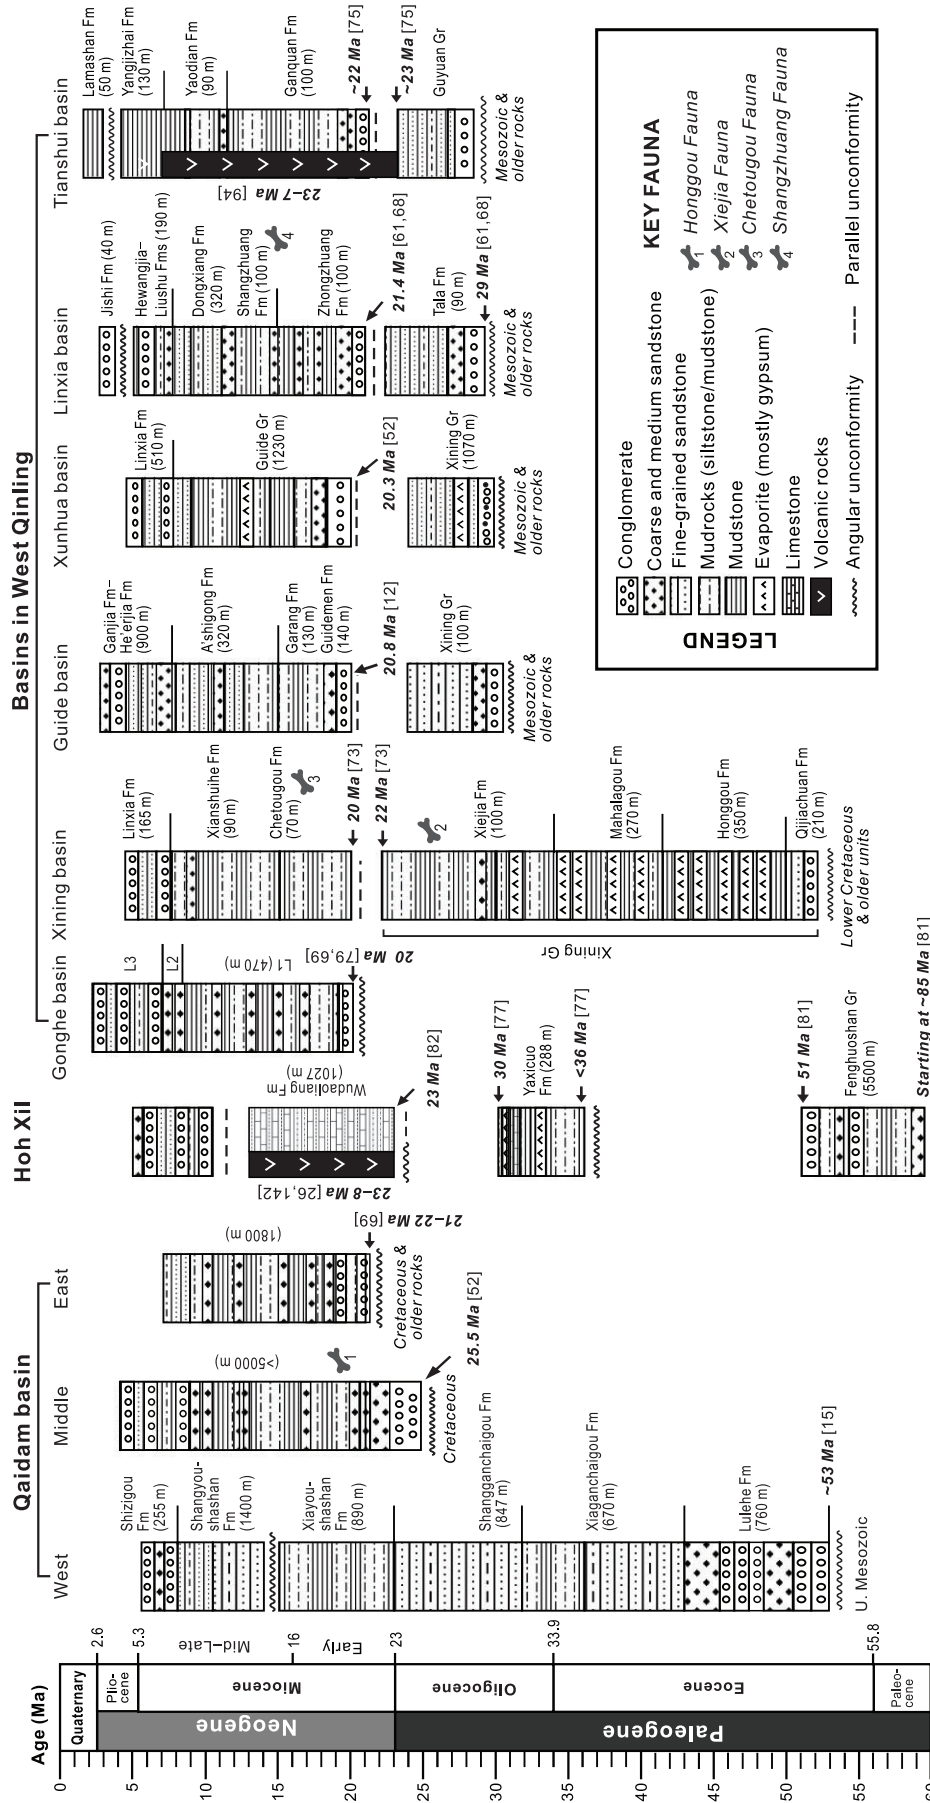 Qaidam basin
Hoh Xil
Basins in West Qinling
West
Middle
East
Gonghe basin
Xining basin
Guide basin
Xunhua basin
Linxia basin
Tianshui basin
Age (Ma)
0
5
10
15
20
25
30
35
40
45
50
55
60
Quaternary
Neogene
Paleogene
Plio-
cene
Miocene
Oligocene
Eocene
Paleo-
cene
2.6
5.3
Mid–Late
16
Early
23
33.9
55.8
Shizigou
Fm
(255 m)
Shangyou-
shashan
Fm
(1400 m)
Xiayou-
shashan
Fm
(890 m)
Shangganchaigou Fm
(847 m)
Xiaganchaigou Fm
(670 m)
Lulehe Fm
(760 m)
~53 Ma [15]
U. Mesozoic
(>5000 m)
1
25.5 Ma [52]
Cretaceous
(1800 m)
21–22 Ma
[69]
Cretaceous &
older rocks
Wudaoliang Fm
(1027 m)
23–8 Ma [26,142]
23 Ma [82]
30 Ma [77]
Yaxicuo
Fm (288 m)
<36 Ma [77]
51 Ma [81]
Fenghuoshan Gr
(5500 m)
Starting at ~85 Ma [81]
L3
L2
L1 (470 m)
20 Ma
[79,69]
Linxia Fm
(165 m)
Xianshuihe Fm
(90 m)
Chetougou Fm
(70 m)
3
20 Ma [73]
22 Ma [73]
2
Xiejia Fm
(100 m)
Mahalagou Fm
(270 m)
Honggou Fm
(350 m)
Qijiachuan Fm
(210 m)
Xining Gr
Lower Cretaceous
& older units
Ganjia Fm–
He'erjia Fm
(900 m)
A'shigong Fm
(320 m)
Garang Fm
(130 m)
Guidemen Fm
(140 m)
20.8 Ma [12]
Xining Gr
(100 m)
Mesozoic &
older rocks
Linxia Fm
(510 m)
Guide Gr
(1230 m)
20.3 Ma [52]
Xining Gr
(1070 m)
Mesozoic &
older rocks
Jishi Fm (40 m)
Hewangjia–
Liushu Fms (190 m)
Dongxiang Fm
(320 m)
Shangzhuang
Fm (100 m)
4
Zhongzhuang
Fm (100 m)
21.4 Ma [61,68]
Tala Fm
(90 m)
29 Ma [61,68]
Mesozoic &
older rocks
Lamashan Fm
(50 m)
Yangjizhai Fm
(130 m)
Yaodian Fm
(90 m)
Ganquan Fm
(100 m)
23–7 Ma [94]
~22 Ma [75]
~23 Ma [75]
Guyuan Gr
Mesozoic &
older rocks
LEGEND
Conglomerate
Coarse and medium sandstone
Fine-grained sandstone
Mudrocks (siltstone/mudstone)
Mudstone
Evaporite (mostly gypsum)
Limestone
Volcanic rocks
Angular unconformity
Parallel unconformity
KEY FAUNA
1 Honggou Fauna
2 Xiejia Fauna
3 Chetougou Fauna
4 Shangzhuang Fauna